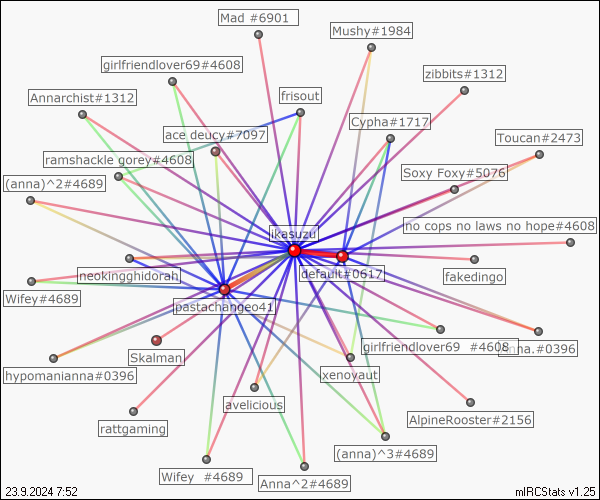 Mad #6901
Mushy#1984
girlfriendlover69#4608
zibbits#1312
Annarchist#1312
frisout
Cypha#1717
ace deucy#7097
Toucan#2473
ramshackle gorey#4608
Soxy Foxy#5076
(anna)^2#4689
no cops no laws no hope#4608
ikasuzu
neokingghidorah
default#0617
fakedingo
Wifey#4689
pastachangeo41
girlfriendlover69 #4608
.#0396
Skalman
hypomanianna#0396
xenovaut
avelicious
AlpineRooster#2156
rattgaming
(anna)^3#4689
Wifey #4689
Anna^2#4689
23.9.2024 7:52
mIRCStats v1.25